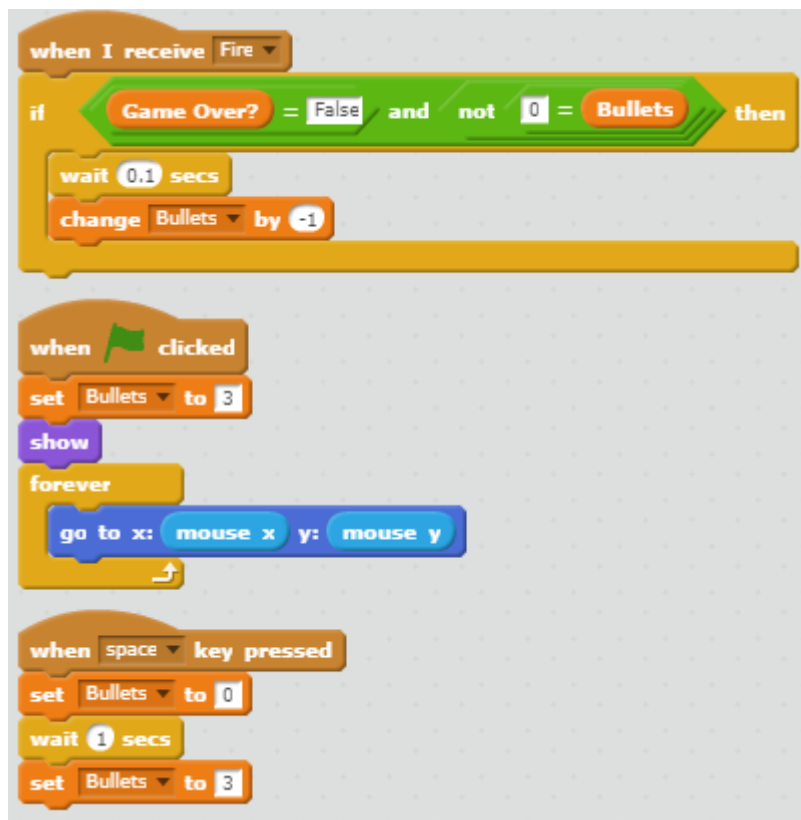 when I receive Fire
if Game Over? = False and not 0 = Bullets then
wait 0.1 secs
change Bullets by -1
when clicked
set Bullets to 3
show
forever
go to x: mouse x y: mouse y
when space key pressed
set Bullets to 0
wait 1 secs
set Bullets to 3